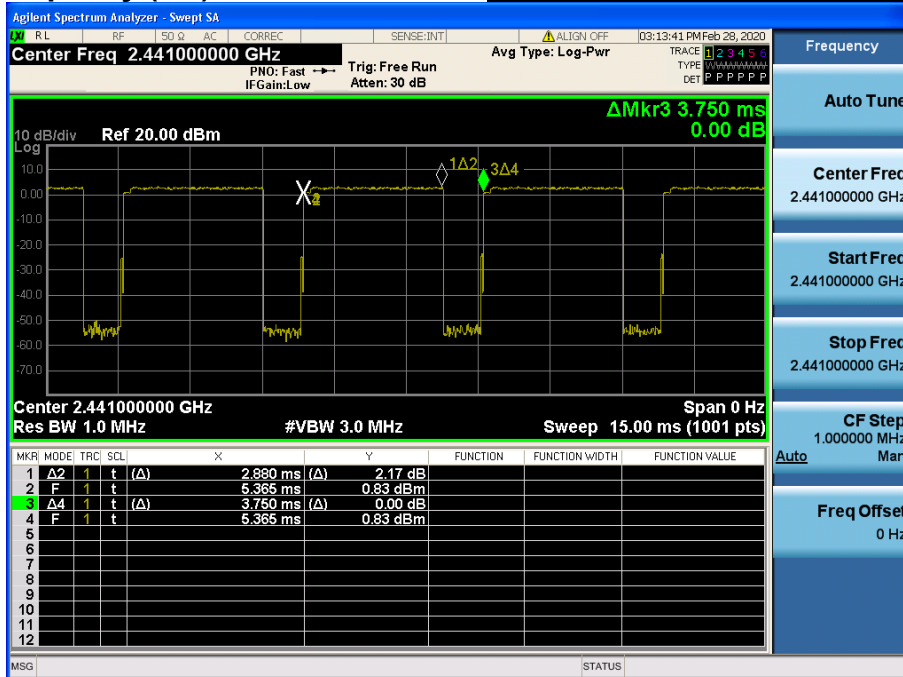 Agilent Spectrum Analyzer - Swept SA
LXI RL RF 50 Ω AC CORREC SENSE:INT ALIGN OFF 03:13:41 PM Feb 28, 2020
Center Freq 2.441000000 GHz
PNO: Fast
IFGain:Low
Trig: Free Run
Atten: 30 dB
Avg Type: Log-Pwr
TRACE 1 2 3 4 5 6
TYPE WWWWWW
DET P P P P P P
ΔMkr3 3.750 ms
0.00 dB
10 dB/div Ref 20.00 dBm
Log
10.0
0.00
-10.0
-20.0
-30.0
-40.0
-50.0
-60.0
-70.0
1Δ2
3Δ4
Center 2.441000000 GHz Span 0 Hz
Res BW 1.0 MHz #VBW 3.0 MHz Sweep 15.00 ms (1001 pts)
MKR MODE TRC SCL X Y FUNCTION FUNCTION WIDTH FUNCTION VALUE
1 Δ2 1 t (Δ) 2.880 ms (Δ) 2.17 dB
2 F 1 t 5.365 ms 0.83 dBm
3 Δ4 1 t (Δ) 3.750 ms (Δ) 0.00 dB
4 F 1 t 5.365 ms 0.83 dBm
5
6
7
8
9
10
11
12
MSG STATUS
Frequency
Auto Tune
Center Freq
2.441000000 GHz
Start Freq
2.441000000 GHz
Stop Freq
2.441000000 GHz
CF Step
1.000000 MHz
Auto Man
Freq Offset
0 Hz